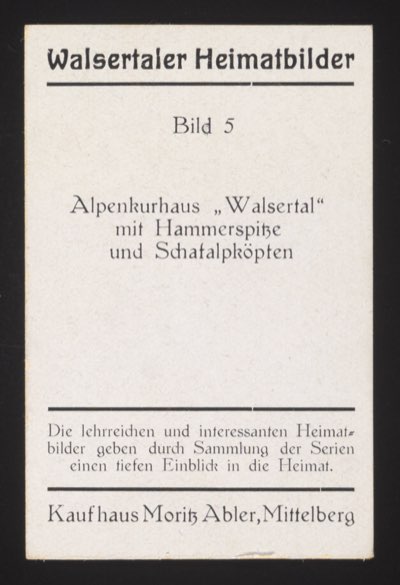 Walsertaler Heimatbilder
Bild 5
Alpenkurhaus „Walsertal“
mit Hammerspitze
und Schafalpköpfen
Die lehrreichen und interessanten Heimat-
bilder geben durch Sammlung der Serien
einen tiefen Einblick in die Heimat.
Kaufhaus Moritz Abler, Mittelberg